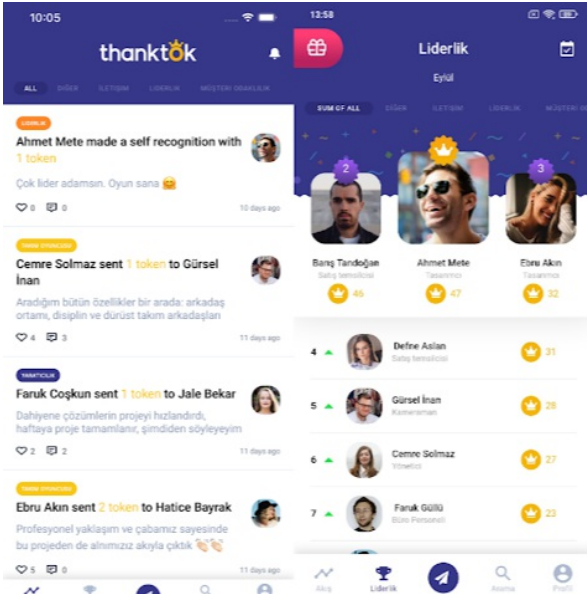 10:05
thanktok
ALL DİĞER İLETİŞİM LİDERLİK MÜŞTERİ ODAKLILIK
LİDERLİK
Ahmet Mete made a self recognition with
1 token
Çok lider adamsın. Oyun sana 🤗
0 0 10 days ago
TAKIM OYUNCUSU
Cemre Solmaz sent 1 token to Gürsel
İnan
Aradığım bütün özellikler bir arada: arkadaş
ortamı, disiplin ve dürüst takım arkadaşları
4 3 11 days ago
YARATICILIK
Faruk Coşkun sent 1 token to Jale Bekar
Dahiyene çözümlerin projeyi hızlandırdı,
haftaya proje tamamlanır, şimdiden söyleyeyim
2 2 11 days ago
TAKIM OYUNCUSU
Ebru Akın sent 2 token to Hatice Bayrak
Profesyonel yaklaşım ve çabamız sayesinde
bu projeden de alnımızız akıyla çıktık 👏👏
5 0 11 days ago
13:58
Liderlik
Eylül
SUM OF ALL DİĞER İLETİŞİM LİDERLİK MÜŞTERİ
2
3
Barış Tandoğan
Satış temsilcisi
46
Ahmet Mete
Tasarımcı
47
Ebru Akın
Tasarımcı
32
4 Defne Aslan 31
Satış temsilcisi
5 Gürsel İnan 28
Kameraman
6 Cemre Solmaz 27
Yönetici
7 Faruk Güllü 23
Büro Personeli
Akış Liderlik Arama Profil